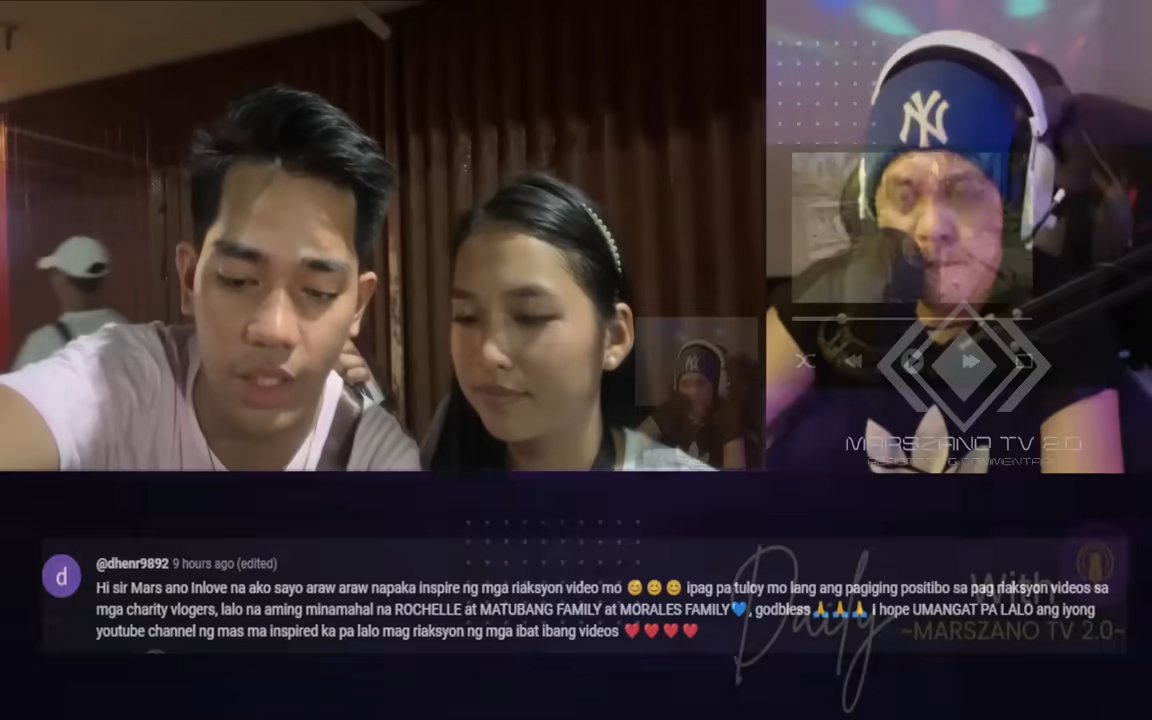 NY
NY
MARSZANO TV 2.0
@dhenr9892 9 hours ago (edited)
Hi sir Mars ano Inlove na ako sayo araw araw napaka inspire ng mga riaksyon video mo 😊😊😊 ipag pa tuloy mo lang ang pagiging positibo sa pag riaksyon videos sa
mga charity vlogers, lalo na aming minamahal na ROCHELLE at MATUBANG FAMILY at MORALES FAMILY💙, godbless🙏🙏🙏 i hope UMANGAT PA LALO ang iyong
youtube channel ng mas ma inspired ka pa lalo mag riaksyon ng mga ibat ibang videos ❤️❤️❤️❤️
d
With
Daily
~MARSZANO TV 2.0~